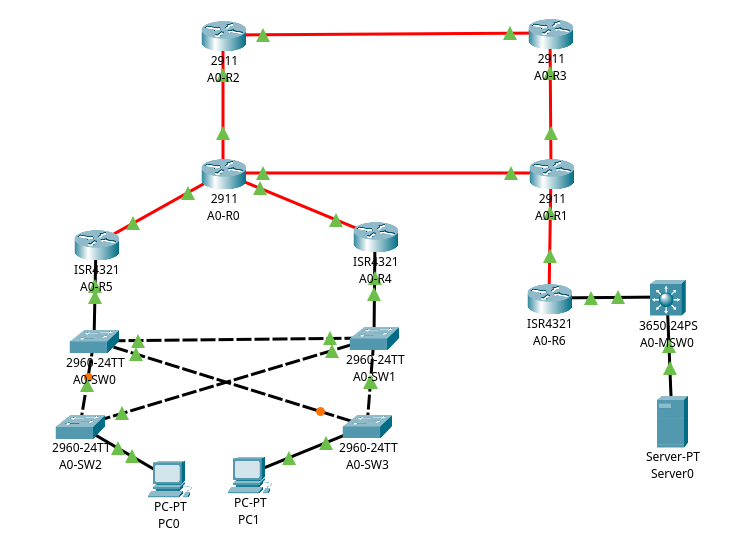 2911
A0-R2
2911
A0-R3
2911
A0-R0
2911
A0-R1
ISR4321
A0-R5
ISR4321
A0-R4
ISR4321
A0-R6
3650-24PS
A0-MSW0
2960-24TT
A0-SW0
2960-24TT
A0-SW1
2960-24TT
A0-SW2
2960-24TT
A0-SW3
Server-PT
Server0
PC-PT
PC0
PC-PT
PC1